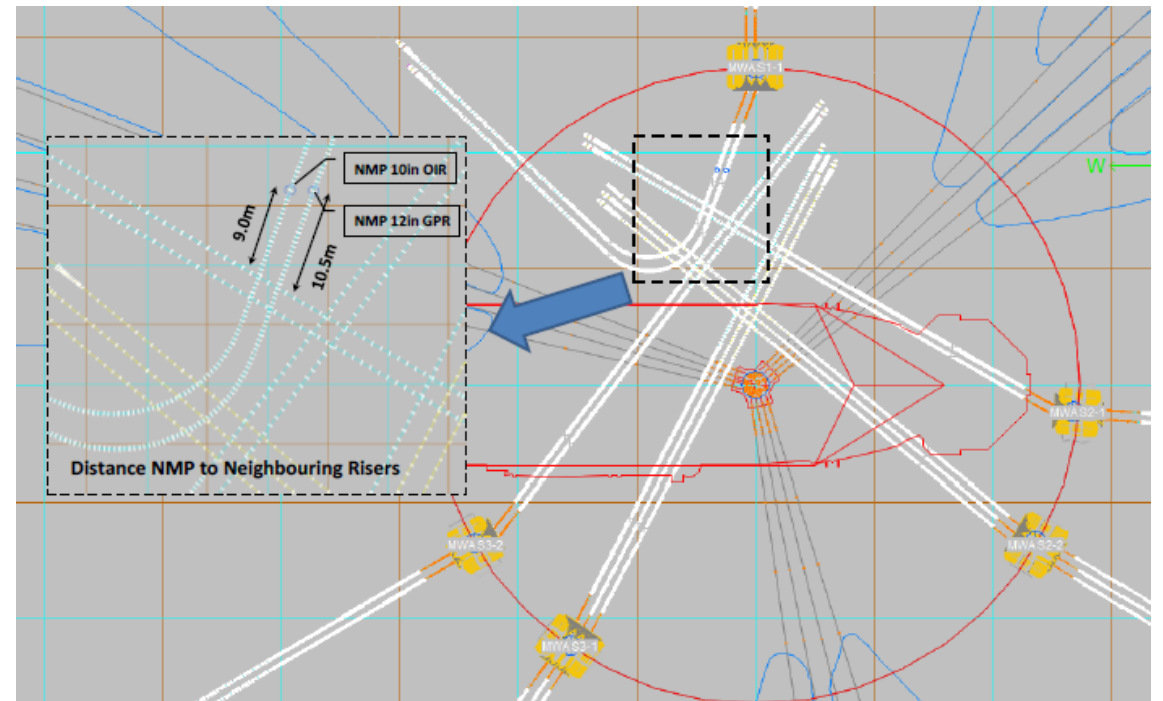 MWAS1-1
W
NMP 10in OIR
NMP 12in GPR
9.0m
10.5m
Distance NMP to Neighbouring Risers
MWAS2-1
MWAS3-2
MWAS2-2
MWAS3-1